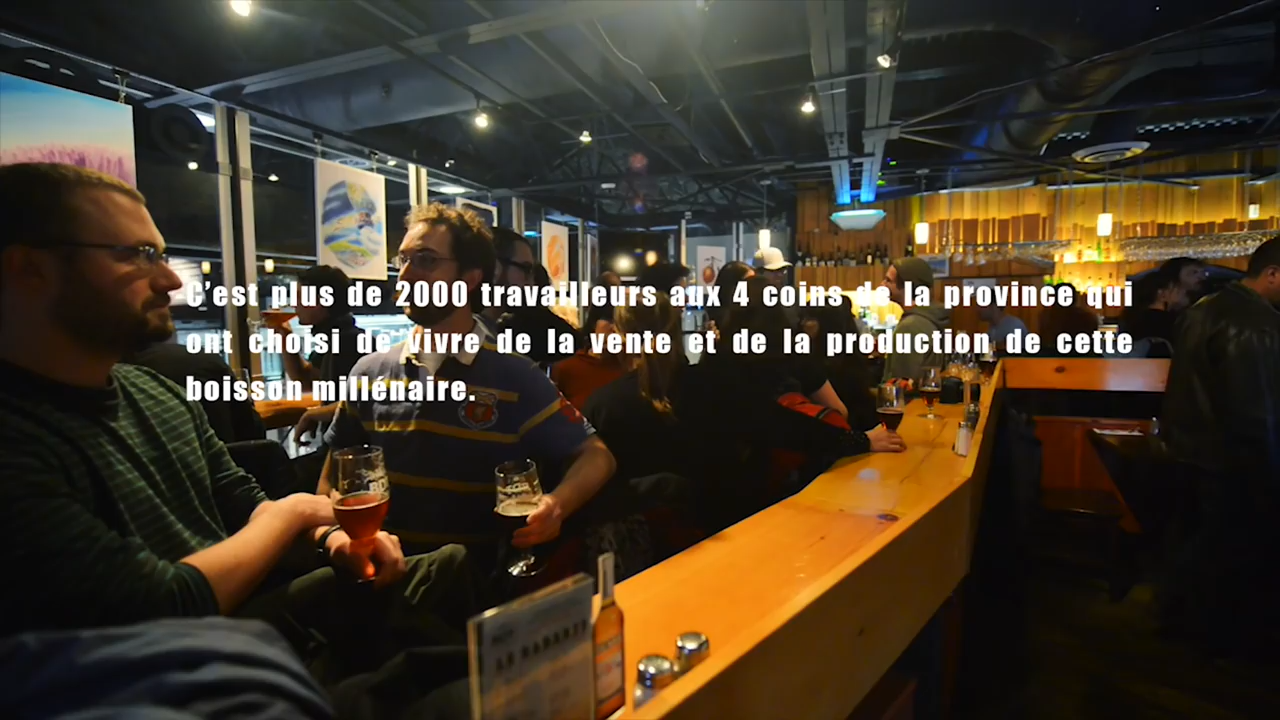 C'est plus de 2000 travailleurs aux 4 coins de la province qui
ont choisi de vivre de la vente et de la production de cette
boisson millénaire.